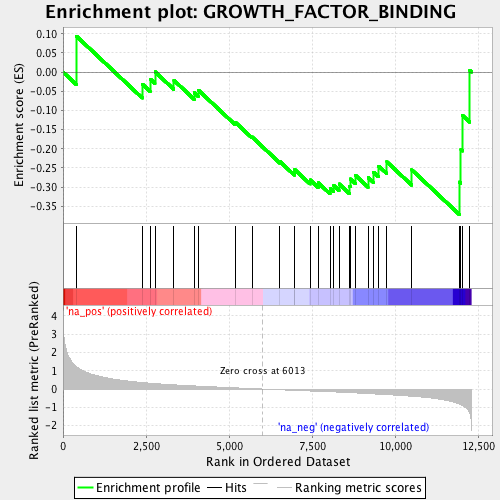 Enrichment plot: GROWTH_FACTOR_BINDING
Enrichment score (ES)
0.10
0.05
0.00
-0.05
-0.10
-0.15
-0.20
-0.25
-0.30
-0.35
'na_pos' (positively correlated)
Ranked list metric (PreRanked)
4
3
2
1
0
-1
-2
Zero cross at 6013
'na_neg' (negatively correlated)
0
2,500
5,000
7,500
10,000
12,500
Rank in Ordered Dataset
Enrichment profile
Hits
Ranking metric scores